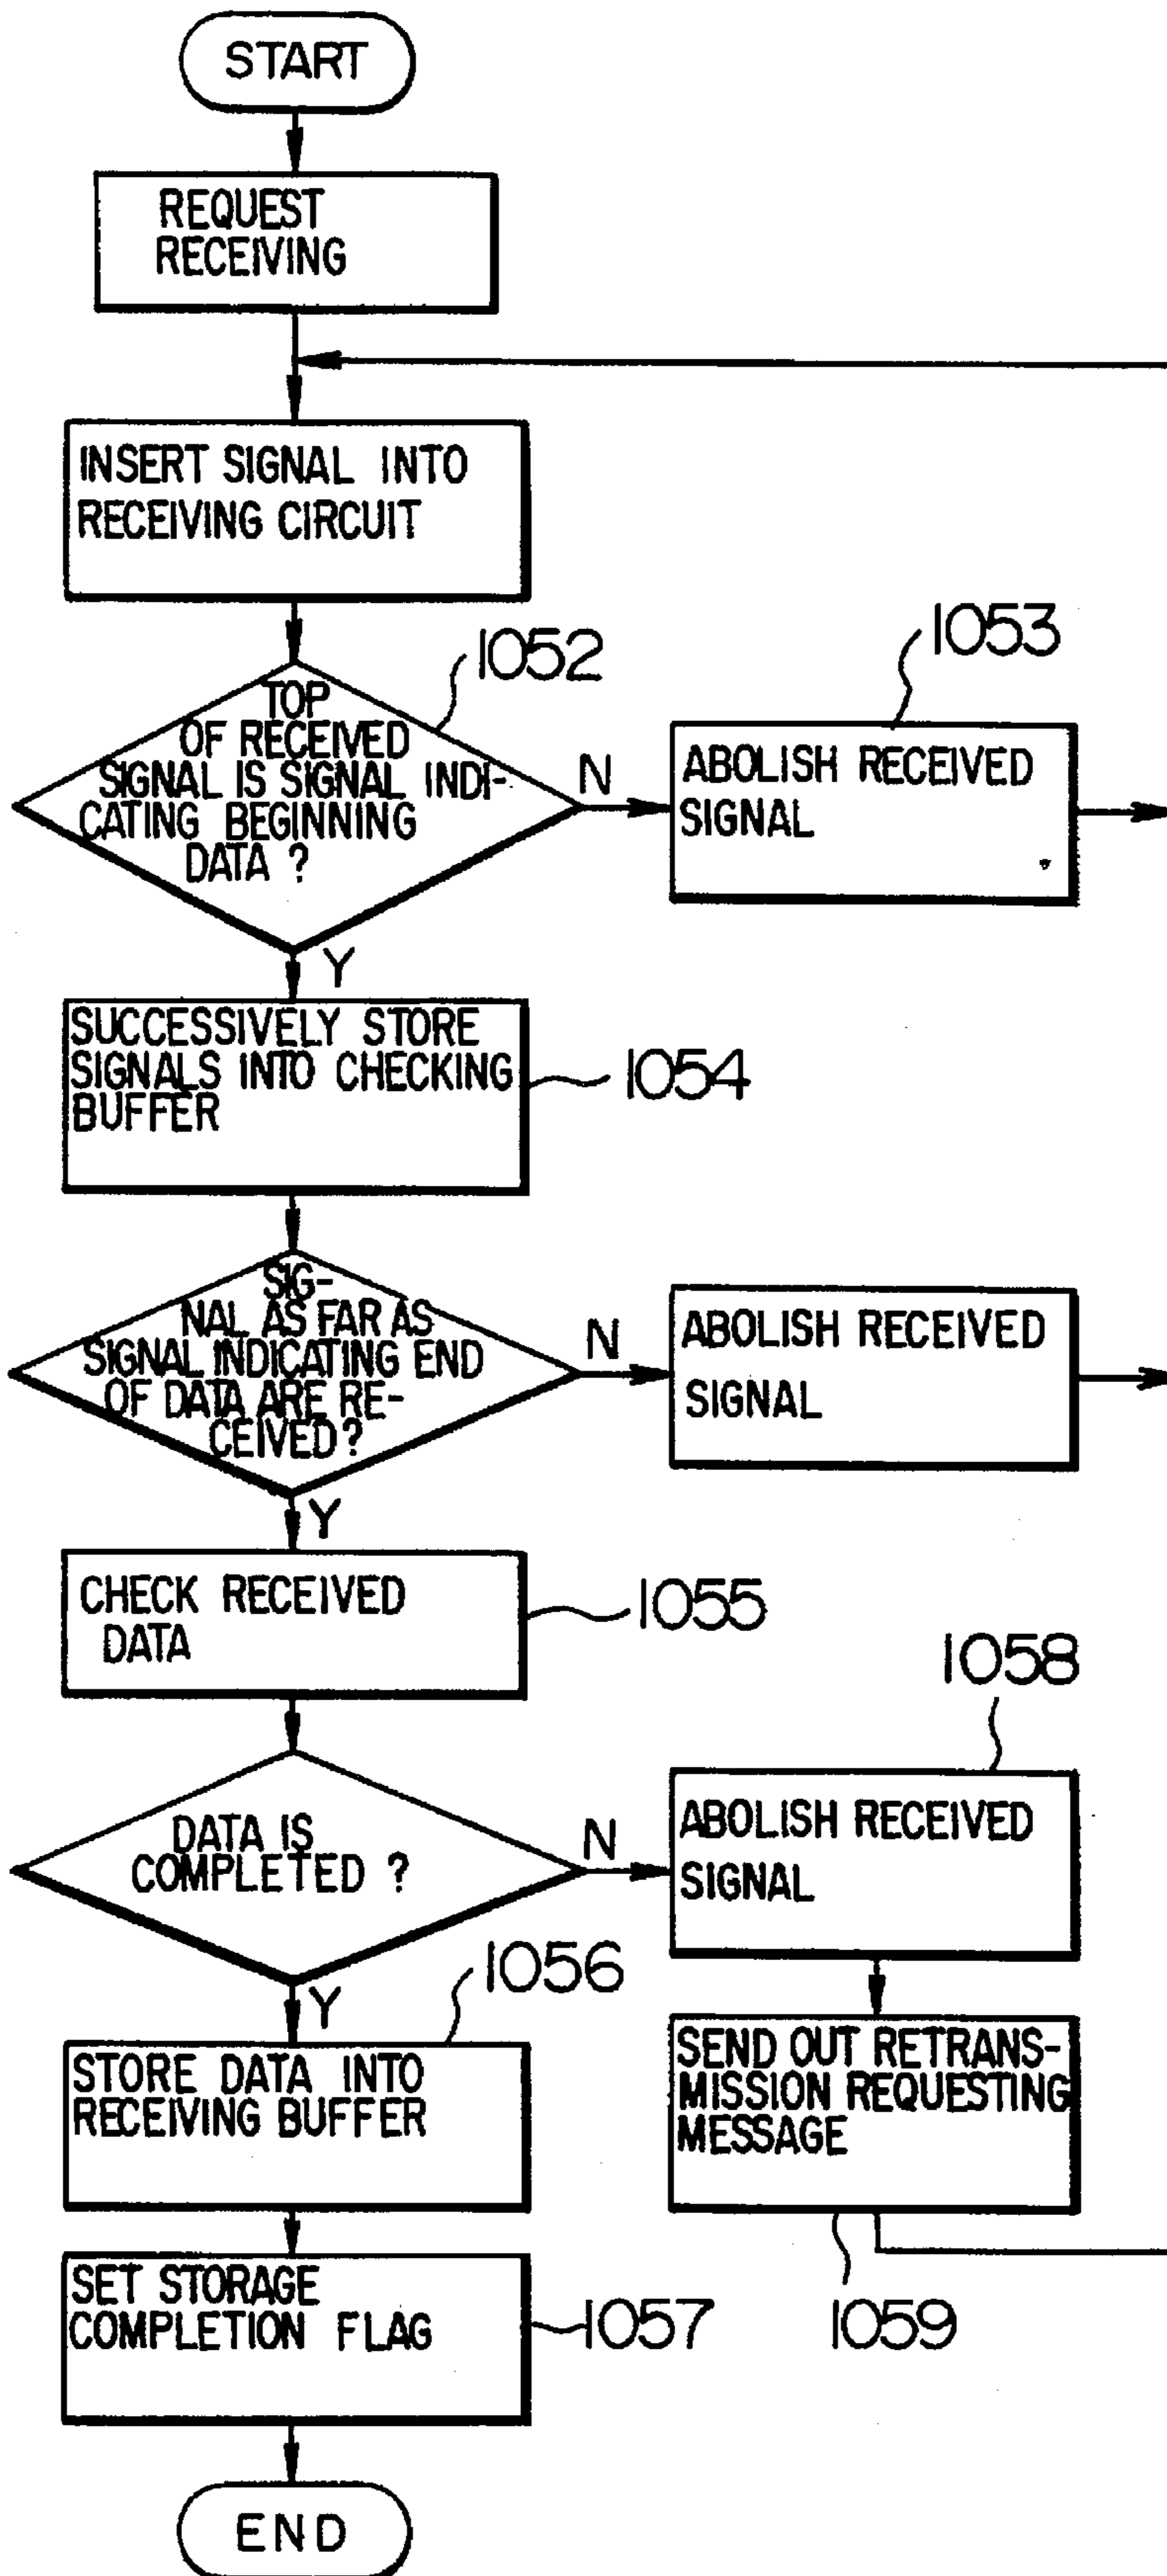 START
REQUEST
RECEIVING
INSERT SIGNAL INTO
RECEIVING CIRCUIT
1052
TOP
OF RECEIVED
SIGNAL IS SIGNAL INDI-
CATING BEGINNING
DATA ?
N
1053
ABOLISH RECEIVED
SIGNAL
Y
SUCCESSIVELY STORE
SIGNALS INTO CHECKING
BUFFER
1054
SIG-
NAL AS FAR AS
SIGNAL INDICATING END
OF DATA ARE RE-
CEIVED ?
N
ABOLISH RECEIVED
SIGNAL
Y
CHECK RECEIVED
DATA
1055
DATA IS
COMPLETED ?
N
1058
ABOLISH RECEIVED
SIGNAL
Y
1056
STORE DATA INTO
RECEIVING BUFFER
SEND OUT RETRANS-
MISSION REQUESTING
MESSAGE
1059
SET STORAGE
COMPLETION FLAG
1057
END